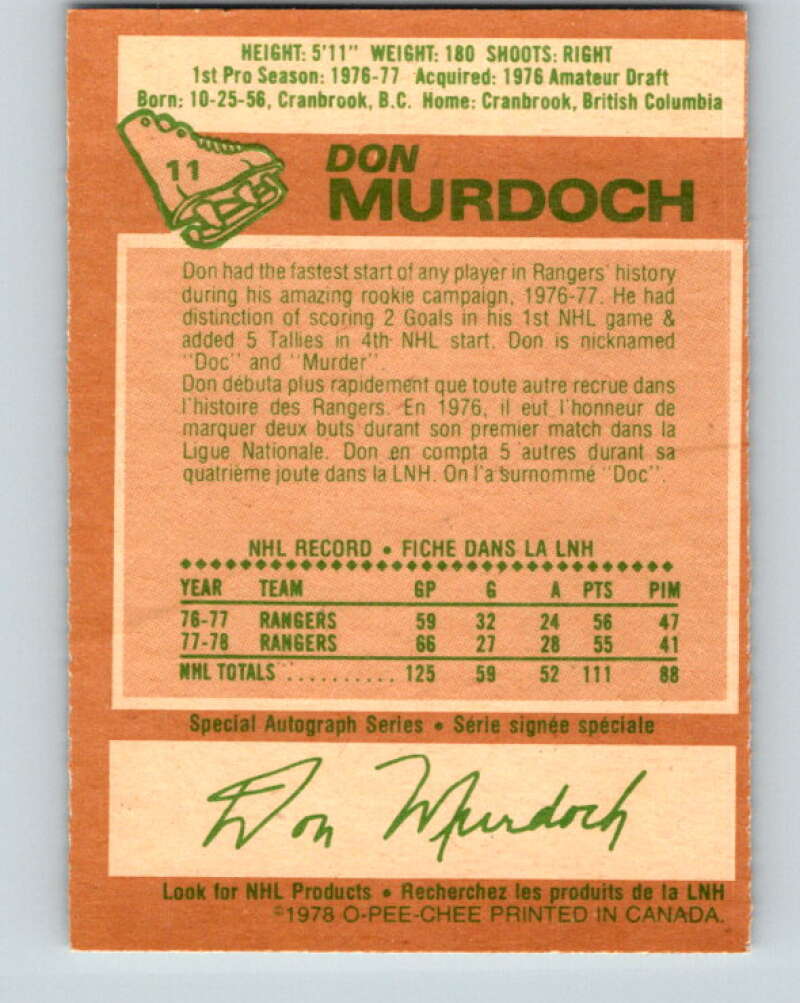 HEIGHT: 5'11" WEIGHT: 180 SHOOTS: RIGHT
1st Pro Season: 1976-77 Acquired: 1976 Amateur Draft
Born: 10-25-56, Cranbrook, B.C. Home: Cranbrook, British Columbia
11
DON
MURDOCH
Don had the fastest start of any player in Rangers' history
during his amazing rookie campaign, 1976-77. He had
distinction of scoring 2 Goals in his 1st NHL game &
added 5 Tallies in 4th NHL start. Don is nicknamed
"Doc" and "Murder".
Don débuta plus rapidement que toute autre recrue dans
l'histoire des Rangers. En 1976, il eut l'honneur de
marquer deux buts durant son premier match dans la
Ligue Nationale. Don en compta 5 autres durant sa
quatrième joute dans la LNH. On l'a surnommé "Doc".
NHL RECORD • FICHE DANS LA LNH
YEAR TEAM GP G A PTS PIM
76-77 RANGERS 59 32 24 56 47
77-78 RANGERS 66 27 28 55 41
NHL TOTALS .......... 125 59 52 111 88
Special Autograph Series • Série signée spéciale
Don Murdoch
Look for NHL Products • Recherchez les produits de la LNH
©1978 O-PEE-CHEE PRINTED IN CANADA.